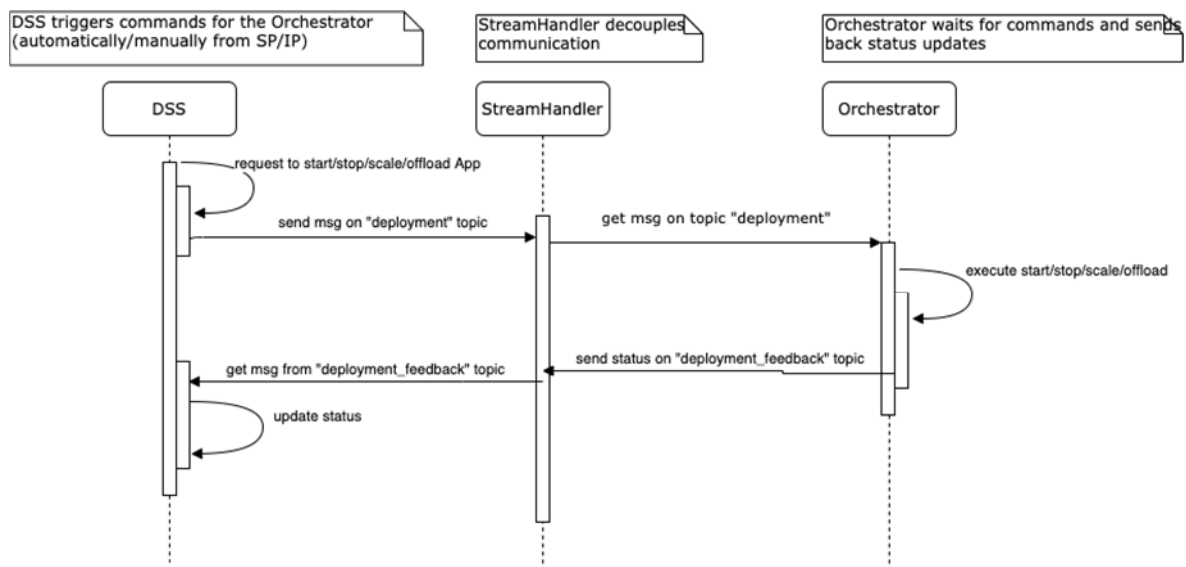 DSS triggers commands for the Orchestrator
(automatically/manually from SP/IP)
StreamHandler decouples
communication
Orchestrator waits for commands and sends
back status updates
DSS
StreamHandler
Orchestrator
request to start/stop/scale/offload App
send msg on "deployment" topic
get msg on topic "deployment"
execute start/stop/scale/offload
send status on "deployment_feedback" topic
get msg from "deployment_feedback" topic
update status